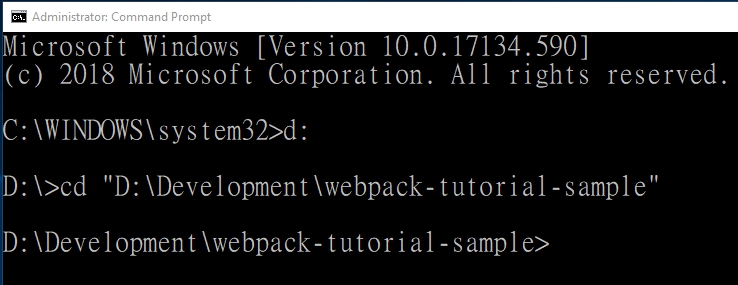 Administrator: Command Prompt
Microsoft Windows [Version 10.0.17134.590]
(c) 2018 Microsoft Corporation. All rights reserved.
C:\WINDOWS\system32>d:
D:\>cd "D:\Development\webpack-tutorial-sample"
D:\Development\webpack-tutorial-sample>